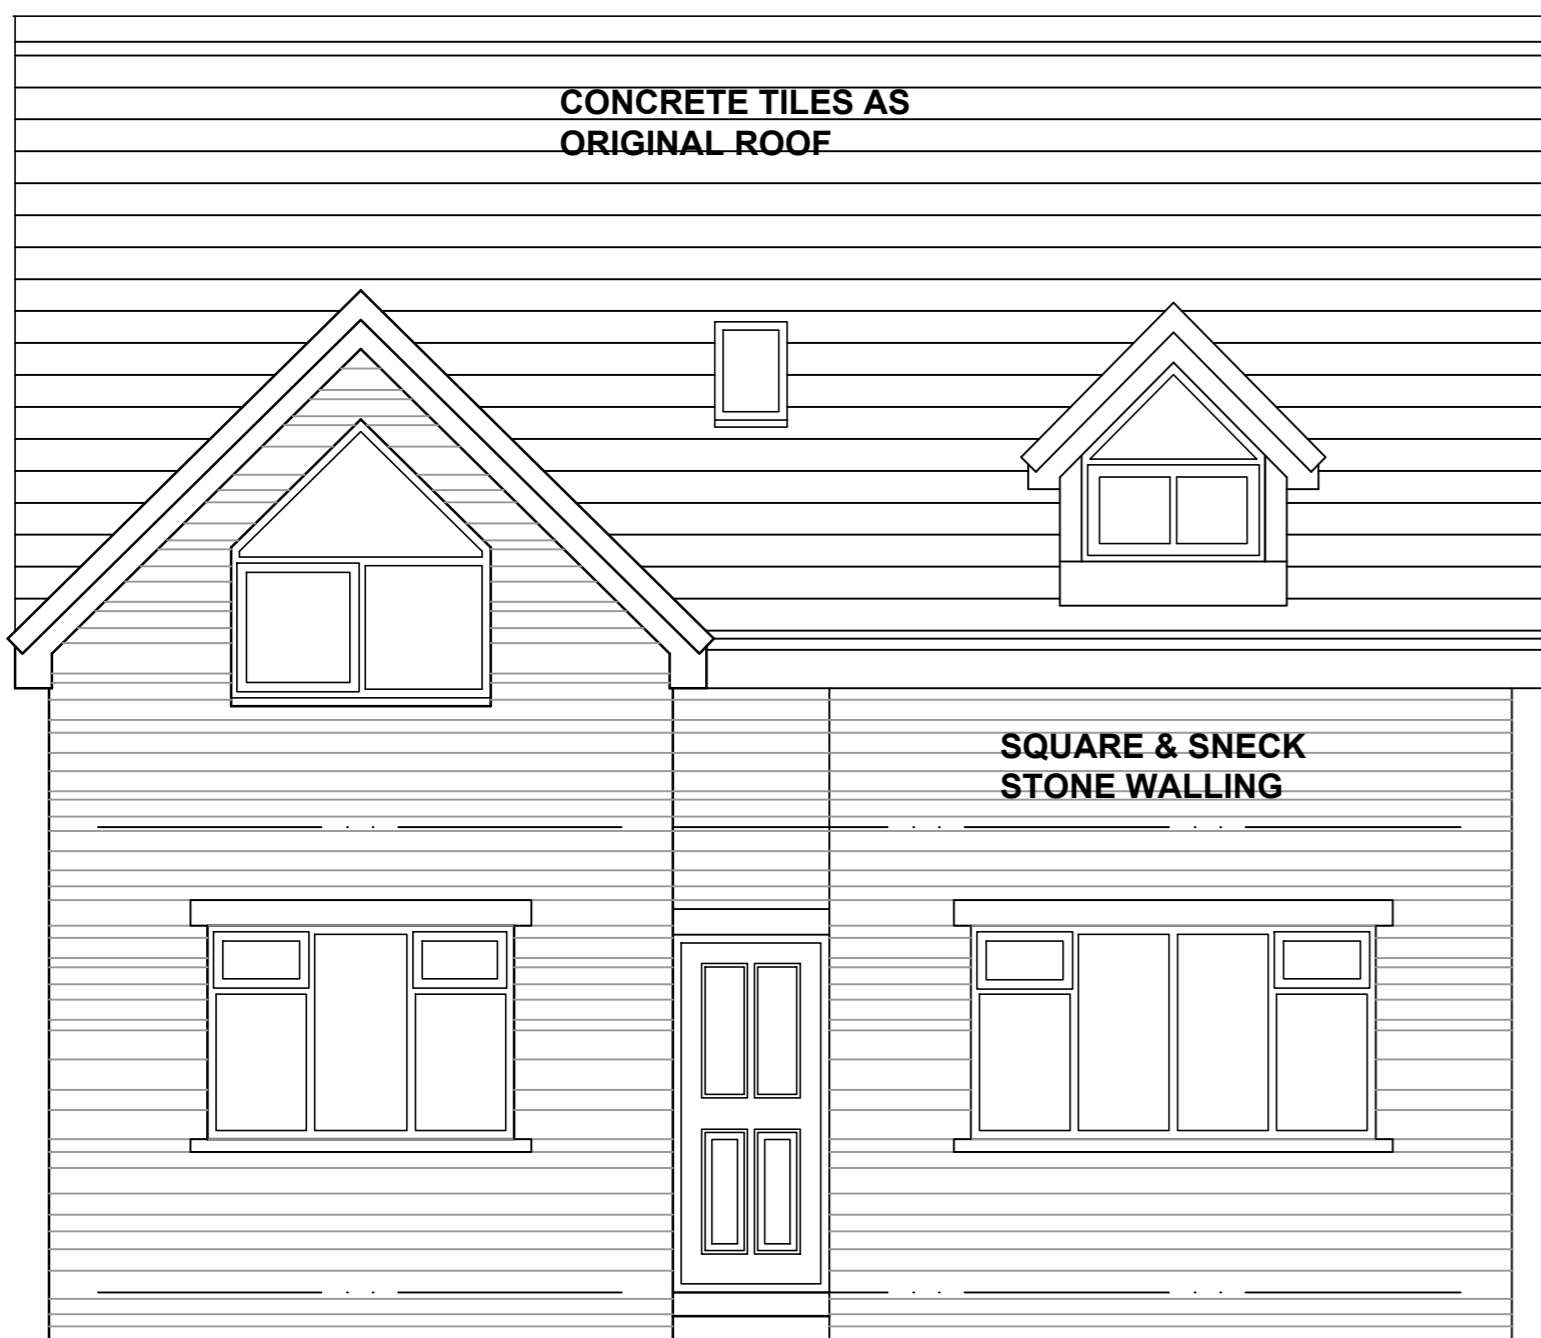 CONCRETE TILES AS
ORIGINAL ROOF
SQUARE & SNECK
STONE WALLING